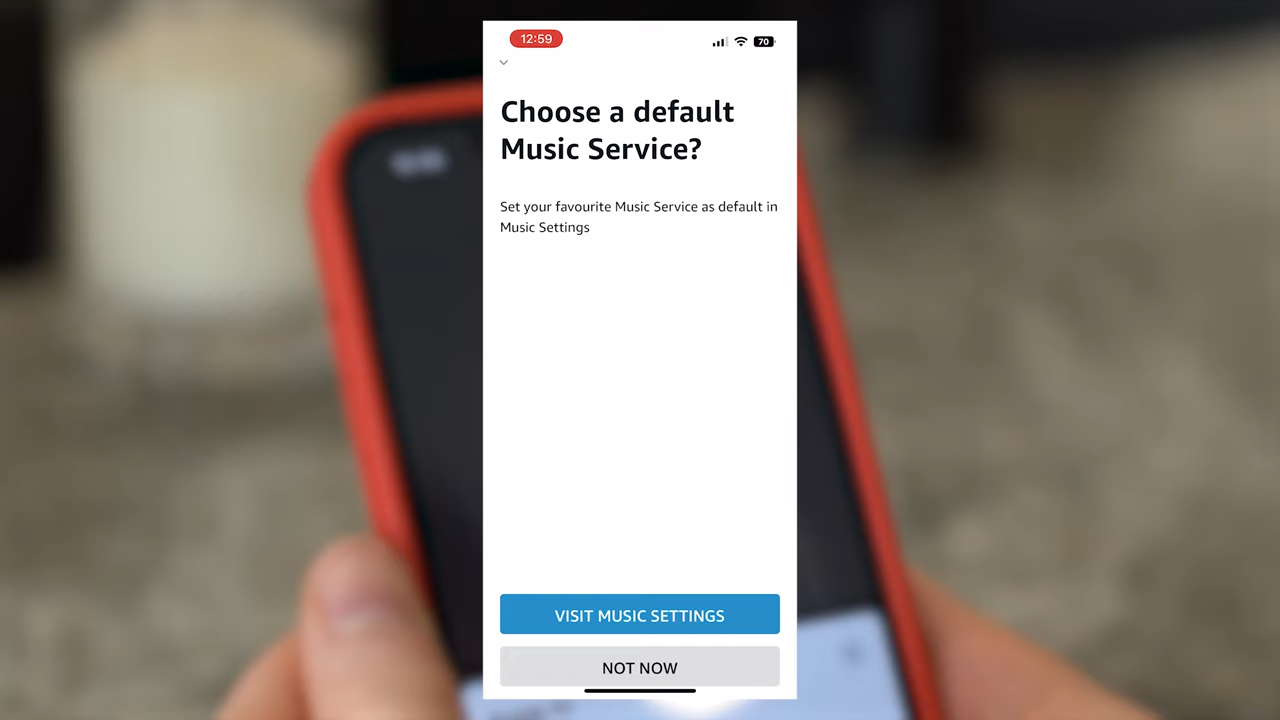 12:59
70
Choose a default
Music Service?
Set your favourite Music Service as default in
Music Settings
VISIT MUSIC SETTINGS
NOT NOW